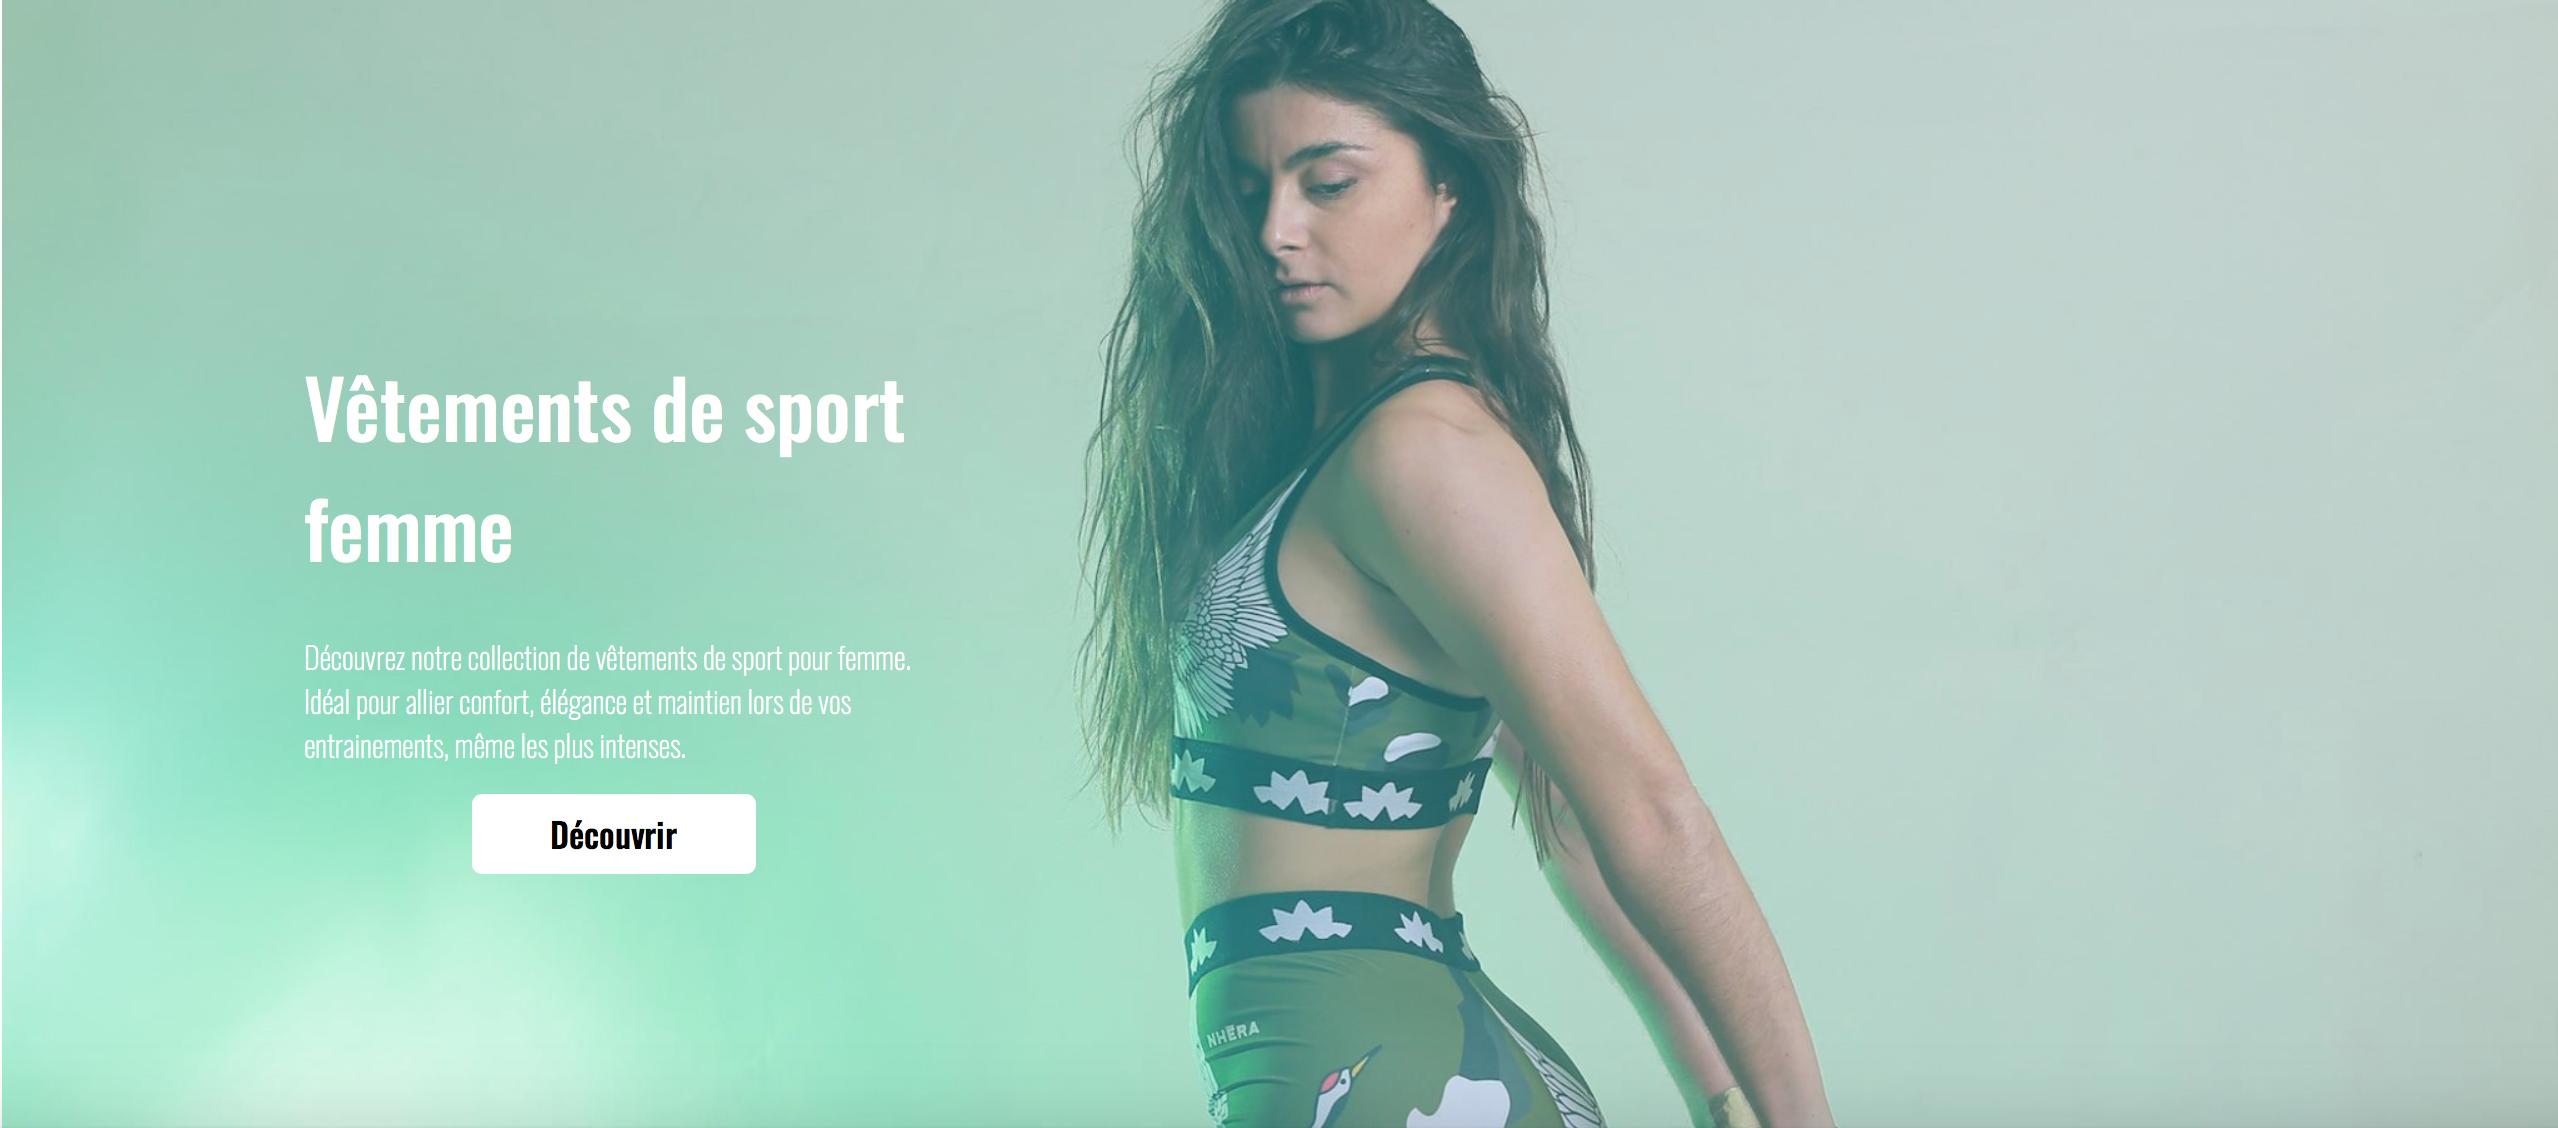 Vêtements de sport
femme
Découvrez notre collection de vêtements de sport pour femme.
Idéal pour allier confort, élégance et maintien lors de vos
entrainements, même les plus intenses.
Découvrir
NHËRA